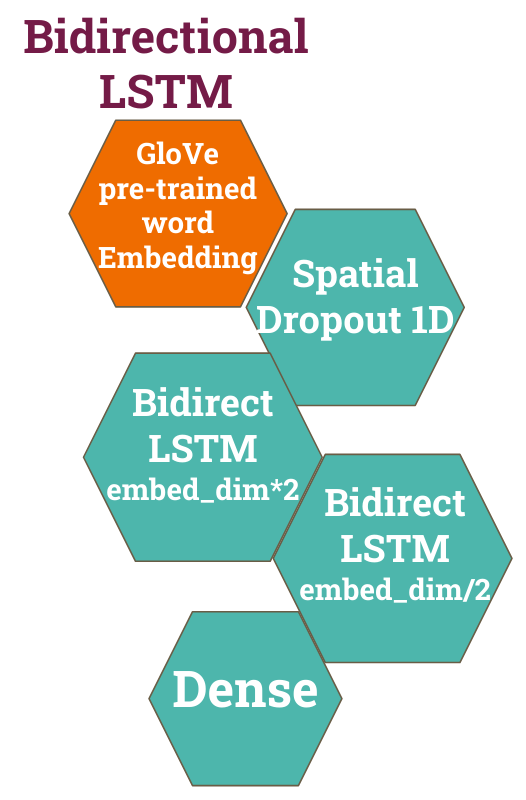 Bidirectional
LSTM
GloVe
pre-trained
word
Embedding
Spatial
Dropout 1D
Bidirect
LSTM
embed_dim*2
Bidirect
LSTM
embed_dim/2
Dense